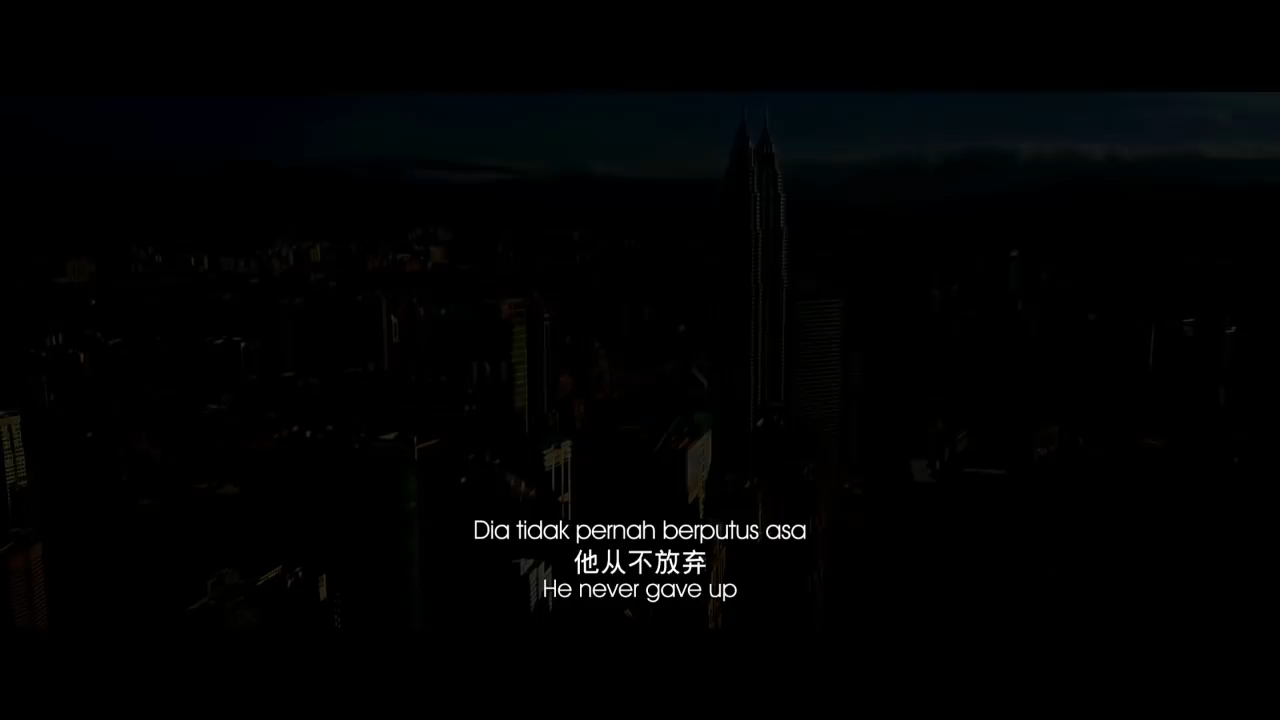 Dia tidak pernah berputus asa
他从不放弃
He never gave up